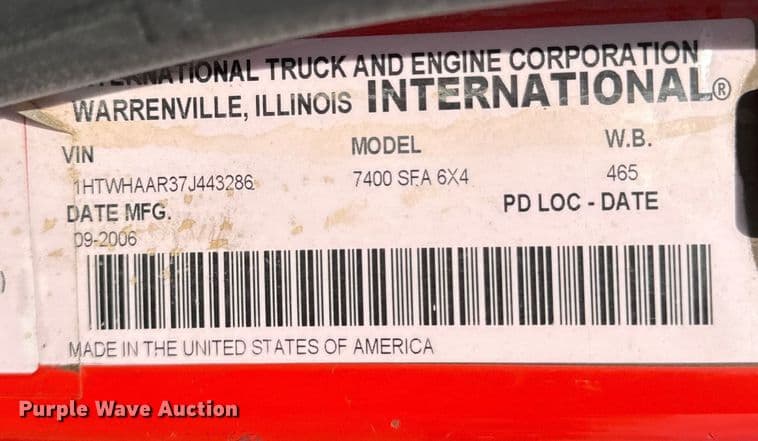 INTERNATIONAL TRUCK AND ENGINE CORPORATION
WARRENVILLE, ILLINOIS INTERNATIONAL®
VIN MODEL W.B.
1HTWHAAR37J443286 7400 SFA 6X4 465
DATE MFG. PD LOC - DATE
09-2006
MADE IN THE UNITED STATES OF AMERICA
)
Purple Wave Auction